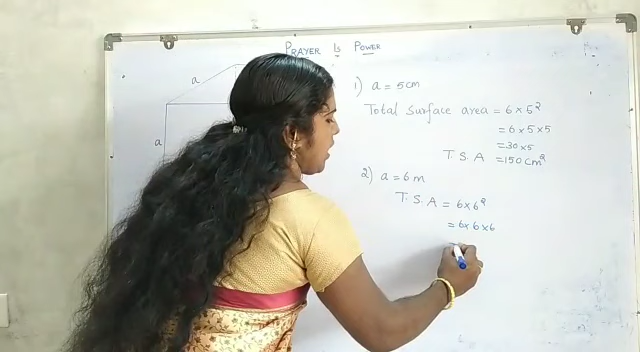 PRAYER IS POWER
a
a
1) a = 5cm
Total Surface area = 6 × 5²
= 6 × 5 × 5
= 30 × 5
T. S. A = 150 cm²
2) a = 6 m
T. S. A = 6 × 6²
= 6 × 6 × 6